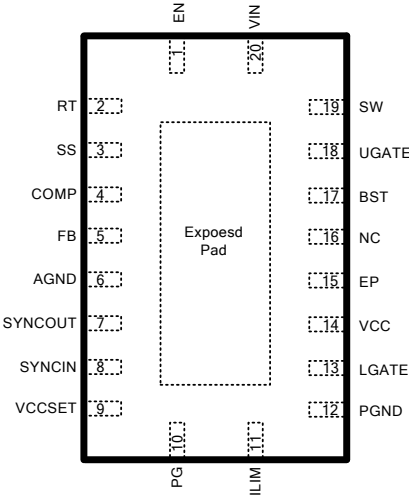 EN
VIN
1
20
RT 2
19 SW
SS 3
18 UGATE
COMP 4
17 BST
FB 5
16 NC
Expoesd
Pad
AGND 6
15 EP
SYNCOUT 7
14 VCC
SYNCIN 8
13 LGATE
VCCSET 9
12 PGND
10
11
PG
ILIM